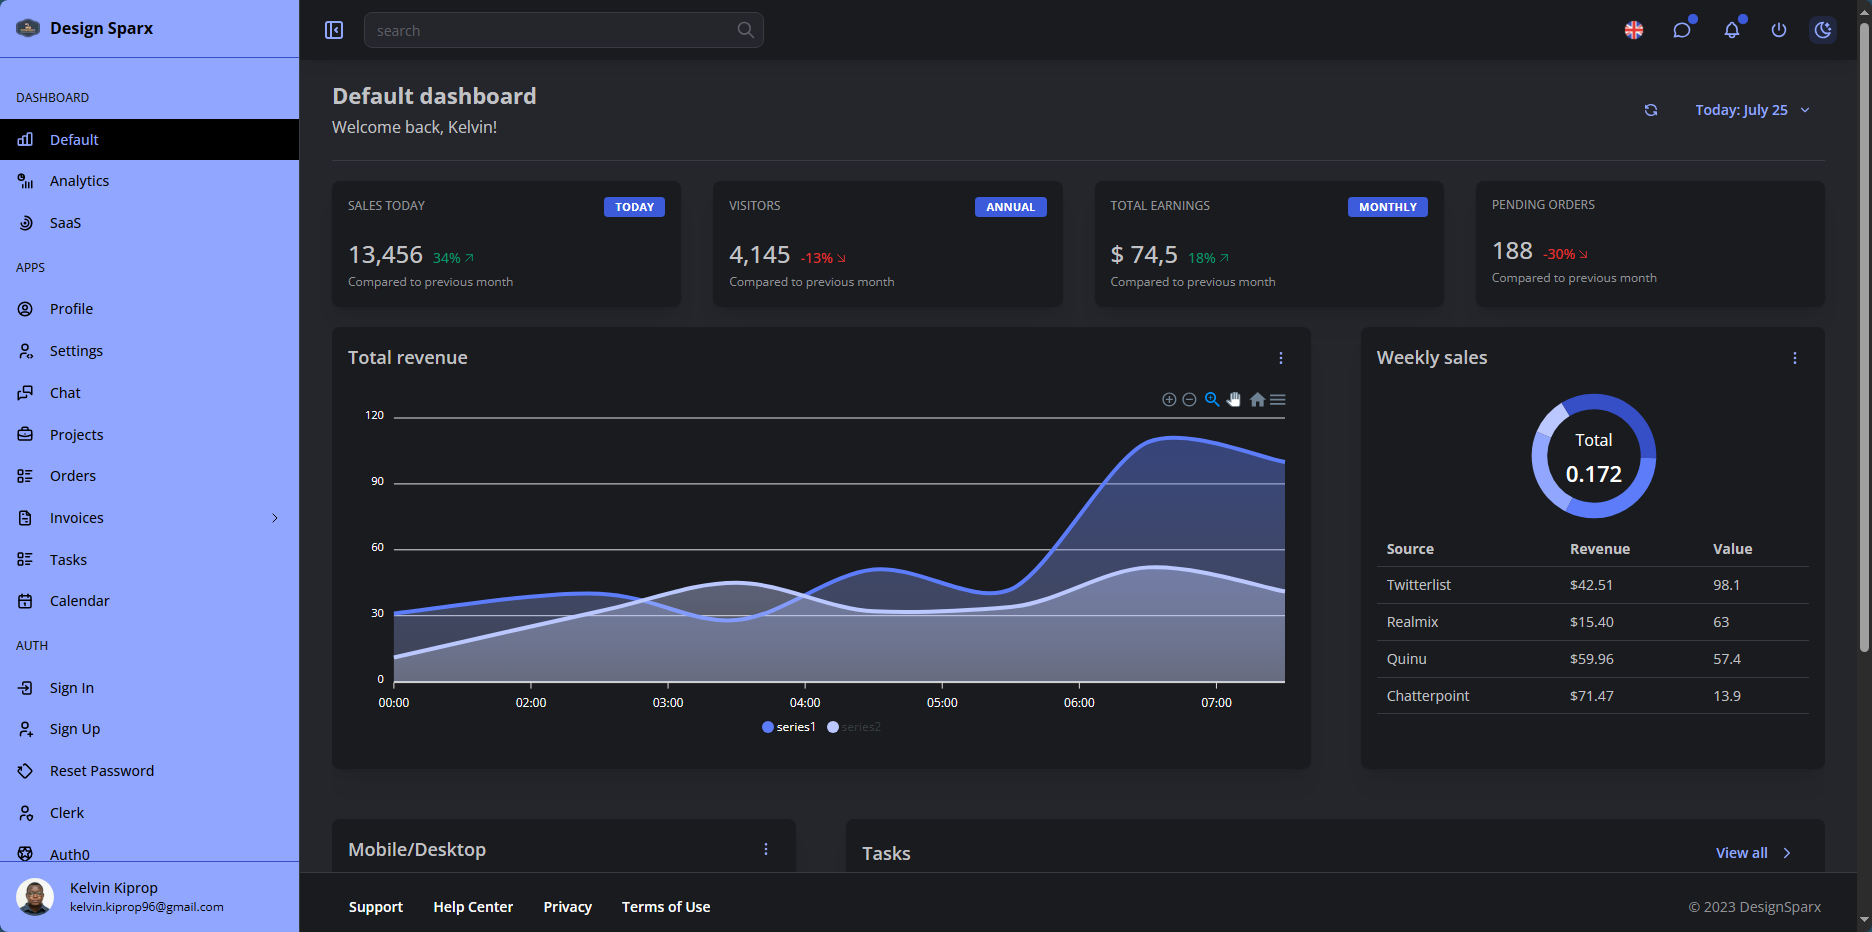 Design Sparx
DASHBOARD
Default
Analytics
SaaS
APPS
Profile
Settings
Chat
Projects
Orders
Invoices
Tasks
Calendar
AUTH
Sign In
Sign Up
Reset Password
Clerk
Auth0
Kelvin Kiprop
kelvin.kiprop96@gmail.com
search
Default dashboard
Welcome back, Kelvin!
Today: July 25
SALES TODAY TODAY
13,456 34%
Compared to previous month
VISITORS ANNUAL
4,145 -13%
Compared to previous month
TOTAL EARNINGS MONTHLY
$ 74,5 18%
Compared to previous month
PENDING ORDERS
188 -30%
Compared to previous month
Total revenue
120
90
60
30
0
00:00 02:00 03:00 04:00 05:00 06:00 07:00
series1 series2
Weekly sales
Total
0.172
Source Revenue Value
Twitterlist $42.51 98.1
Realmix $15.40 63
Quinu $59.96 57.4
Chatterpoint $71.47 13.9
Mobile/Desktop
Tasks View all
Support Help Center Privacy Terms of Use
© 2023 DesignSparx